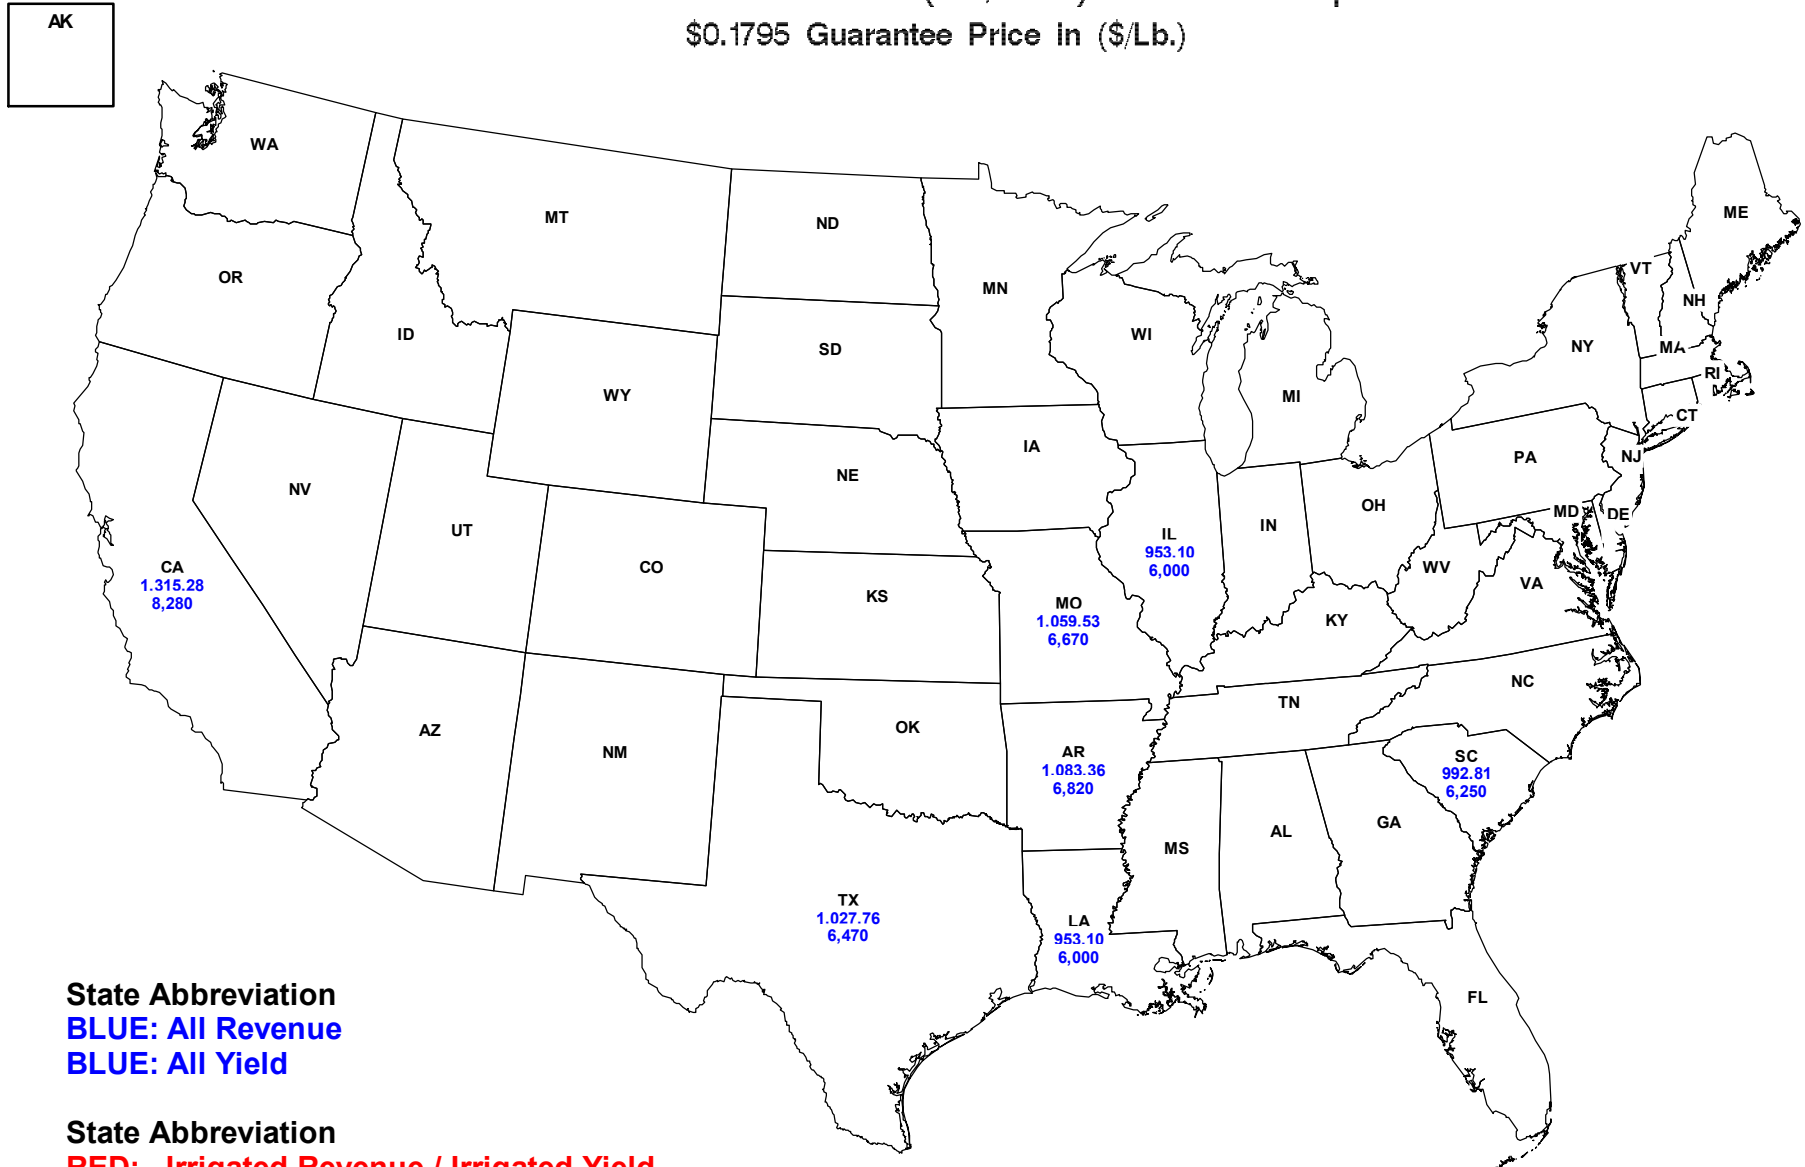 AK
$0.1795 Guarantee Price in ($/Lb.)
WA
MT
ND
ME
OR
VT
MN
NH
ID
WI
SD
NY
MA
RI
WY
MI
CT
IA
PA
NJ
NE
NV
OH
MD
DE
UT
IN
IL
953.10
6,000
CA
1.315.28
8,280
CO
WV
VA
KS
MO
1.059.53
6,670
KY
NC
TN
AZ
OK
NM
AR
1.083.36
6,820
SC
992.81
6,250
GA
AL
MS
TX
1.027.76
6,470
LA
953.10
6,000
FL
State Abbreviation
BLUE: All Revenue
BLUE: All Yield
State Abbreviation
RED: Irrigated Revenue / Irrigated Yield